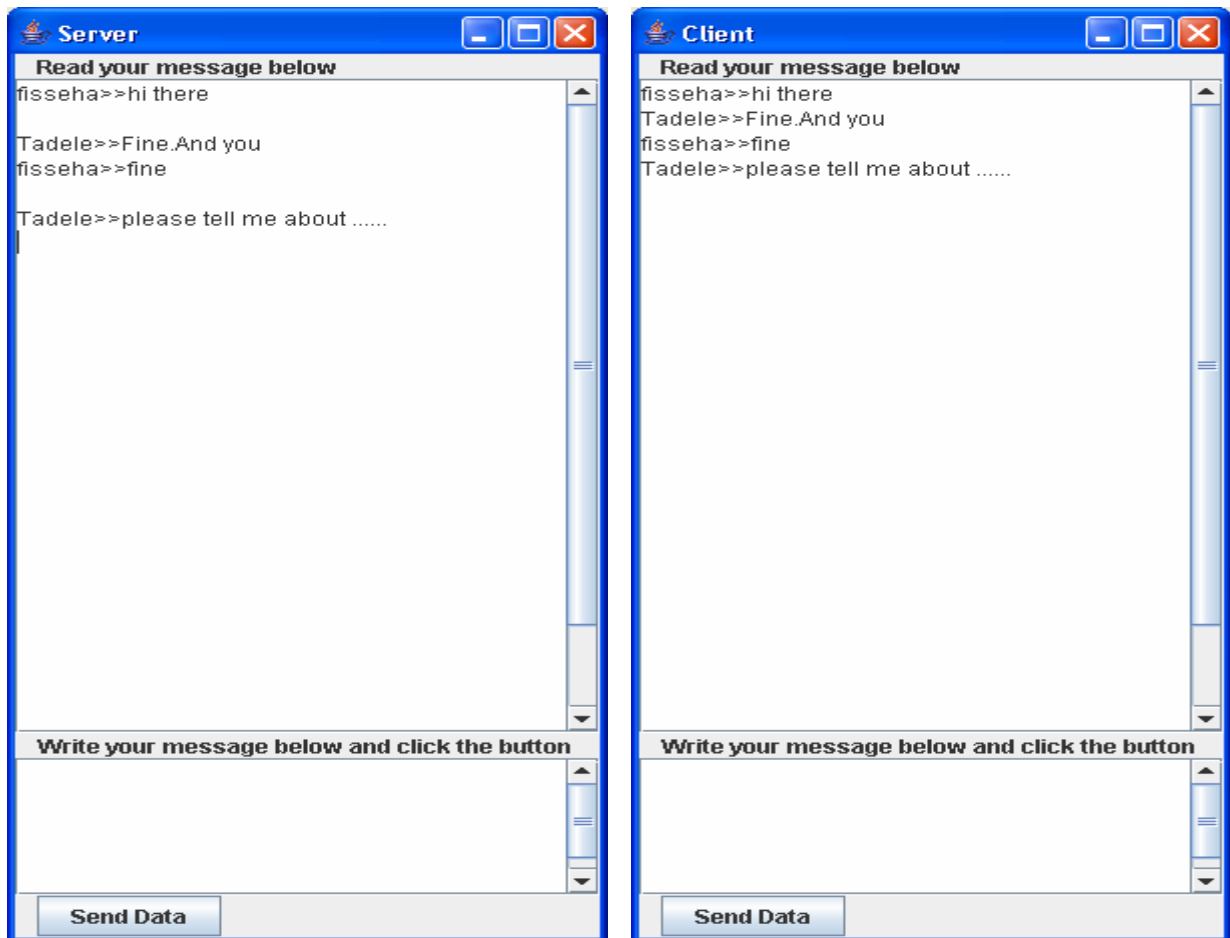 Server
Read your message below
fisseha>>hi there
Tadele>>Fine.And you
fisseha>>fine
Tadele>>please tell me about ......
Write your message below and click the button
Send Data
Client
Read your message below
fisseha>>hi there
Tadele>>Fine.And you
fisseha>>fine
Tadele>>please tell me about ......
Write your message below and click the button
Send Data